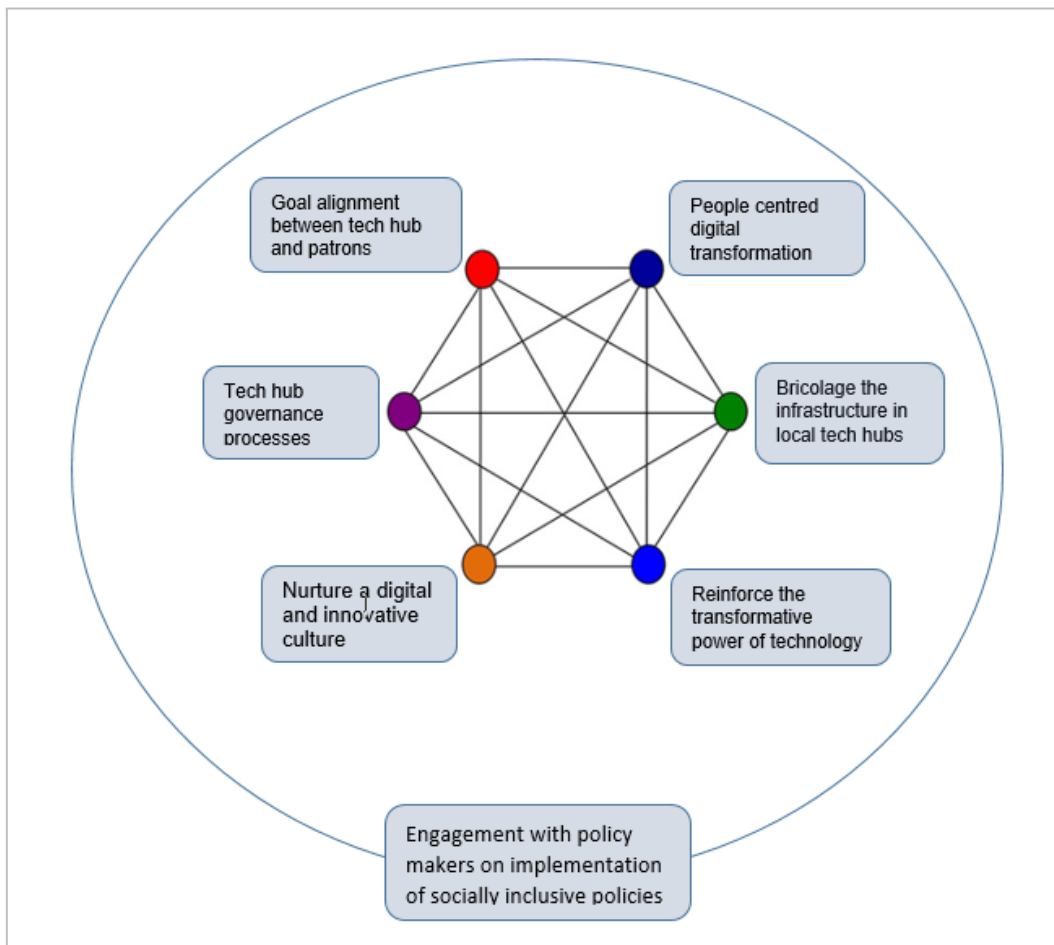 Goal alignment
between tech hub
and patrons
People centred
digital
transformation
Tech hub
governance
processes
Bricolage the
infrastructure in
local tech hubs
Nurture a digital
and innovative
culture
Reinforce the
transformative
power of technology
Engagement with policy
makers on implementation
of socially inclusive policies